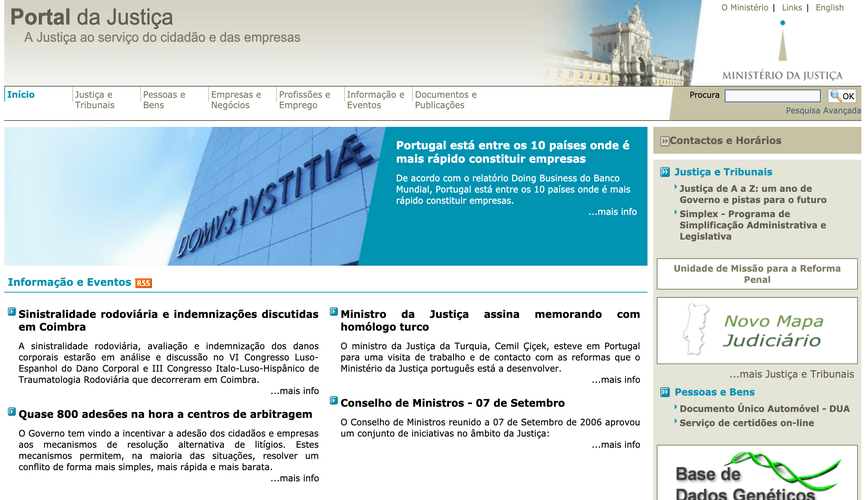 Portal da Justiça
A Justiça ao serviço do cidadão e das empresas
O Ministério | Links | English
MINISTÉRIO DA JUSTIÇA
Início
Justiça e
Tribunais
Pessoas e
Bens
Empresas e
Negócios
Profissões e
Emprego
Informação e
Eventos
Documentos e
Publicações
Procura
OK
Pesquisa Avançada
DOMVS IVSTITIÆ
Portugal está entre os 10 países onde é
mais rápido constituir empresas
De acordo com o relatório Doing Business do Banco
Mundial, Portugal está entre os 10 países onde é mais
rápido constituir empresas.
...mais info
Informação e Eventos RSS
Sinistralidade rodoviária e indemnizações discutidas
em Coimbra
A sinistralidade rodoviária, avaliação e indemnização dos danos
corporais estarão em análise e discussão no VI Congresso Luso-
Espanhol do Dano Corporal e III Congresso Italo-Luso-Hispânico de
Traumatologia Rodoviária que decorreram em Coimbra.
...mais info
Quase 800 adesões na hora a centros de arbitragem
O Governo tem vindo a incentivar a adesão dos cidadãos e empresas
aos mecanismos de resolução alternativa de litígios. Estes
mecanismos permitem, na maioria das situações, resolver um
conflito de forma mais simples, mais rápida e mais barata.
...mais info
Ministro da Justiça assina memorando com
homólogo turco
O ministro da Justiça da Turquia, Cemil Çiçek, esteve em Portugal
para uma visita de trabalho e de contacto com as reformas que o
Ministério da Justiça português está a desenvolver.
...mais info
Conselho de Ministros - 07 de Setembro
O Conselho de Ministros reunido a 07 de Setembro de 2006 aprovou
um conjunto de iniciativas no âmbito da Justiça:
...mais info
Contactos e Horários
Justiça e Tribunais
Justiça de A a Z: um ano de
Governo e pistas para o futuro
Simplex - Programa de
Simplificação Administrativa e
Legislativa
Unidade de Missão para a Reforma
Penal
Novo Mapa
Judiciário
...mais Justiça e Tribunais
Pessoas e Bens
Documento Único Automóvel - DUA
Serviço de certidões on-line
Base de
Dados Genéticos